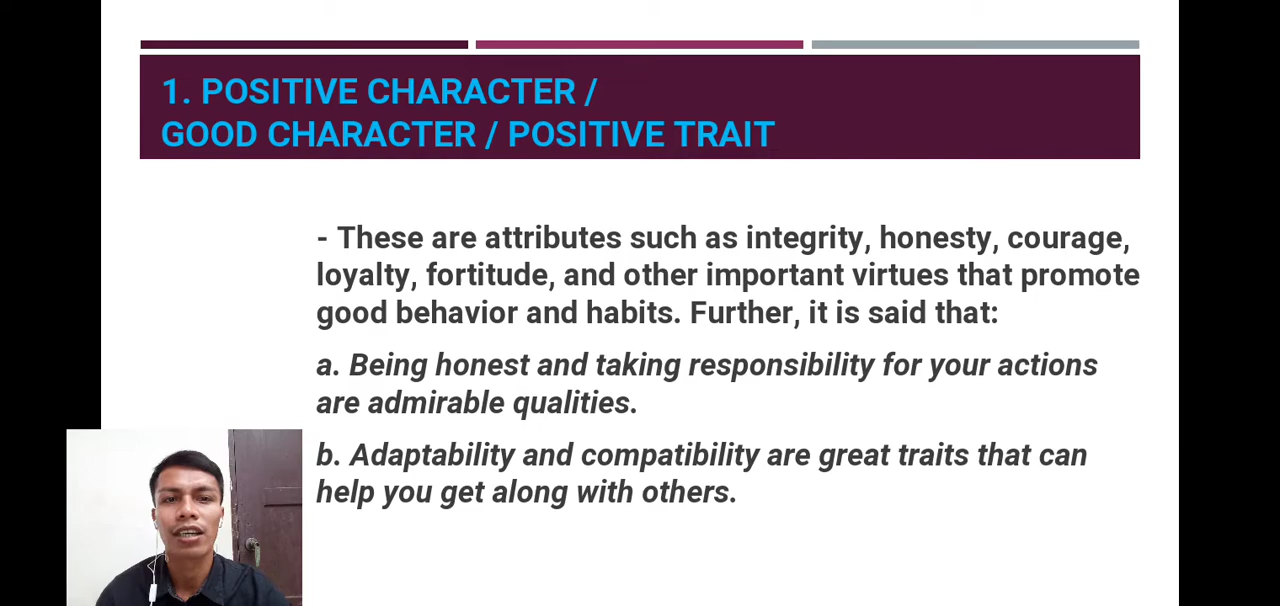 1. POSITIVE CHARACTER /
GOOD CHARACTER / POSITIVE TRAIT
- These are attributes such as integrity, honesty, courage,
loyalty, fortitude, and other important virtues that promote
good behavior and habits. Further, it is said that:
a. Being honest and taking responsibility for your actions
are admirable qualities.
b. Adaptability and compatibility are great traits that can
help you get along with others.